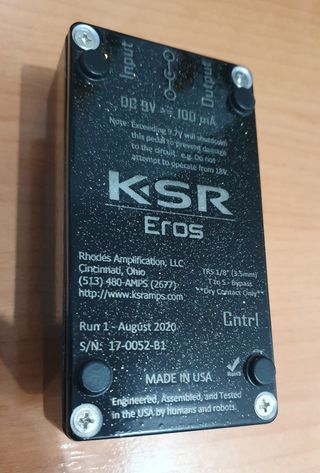 Input
Output
DC 9V 100 mA
Note: Exceeding 9.7V will shutdown
this pedal to prevent damage
to the circuit. e.g. Do not
attempt to operate from 18V.
KSR
Eros
Rhodes Amplification, LLC
Cincinnati, Ohio
(513) 480-AMPS (2677)
http://www.ksramps.com
TRS 1/8" (3.5mm)
T to S - Bypass
**Dry Contact Only**
Cntrl
Run 1 - August 2020
S/N: 17-0052-B1
RoHS
MADE IN USA
Engineered, Assembled, and Tested
in the USA by humans and robots.